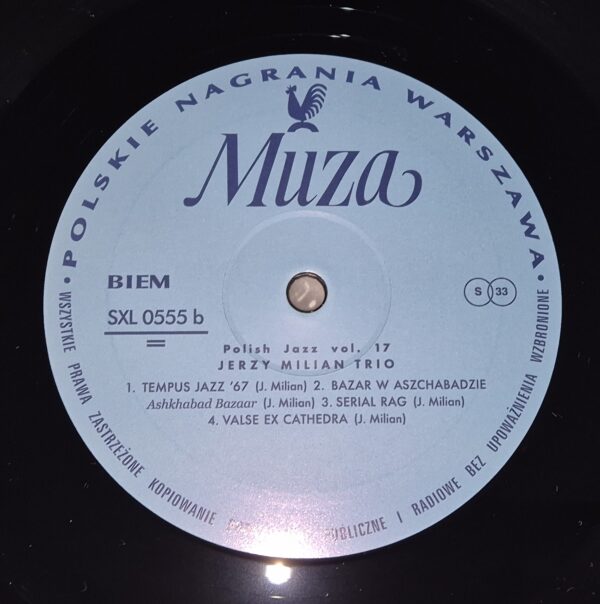 • POLSKIE NAGRANIA WARSZAWA •
Muza
BIEM
SXL 0555 b
S 33
Polish Jazz vol. 17
JERZY MILIAN TRIO
1. TEMPUS JAZZ '67 (J. Milian) 2. BAZAR W ASZCHABADZIE
Ashkhabad Bazaar (J. Milian) 3. SERIAL RAG (J. Milian)
4. VALSE EX CATHEDRA (J. Milian)
WSZYSTKIE PRAWA ZASTRZEŻONE KOPIOWANIE PUBLICZNE I RADIOWE BEZ UPOWAŻNIENIA WZBRONIONE